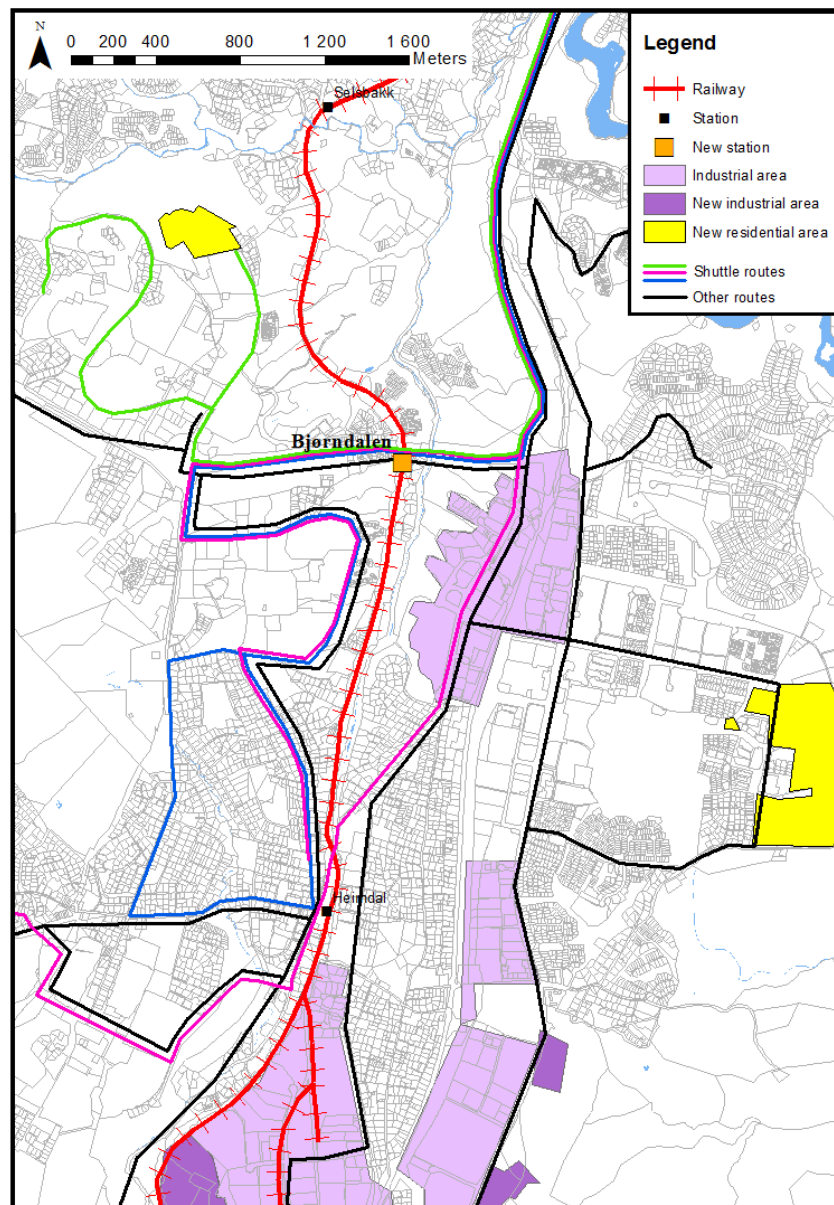 N
0 200 400 800 1 200 1 600
Meters
Selsbakk
Bjørndalen
Heimdal
Legend
Railway
Station
New station
Industrial area
New industrial area
New residential area
Shuttle routes
Other routes